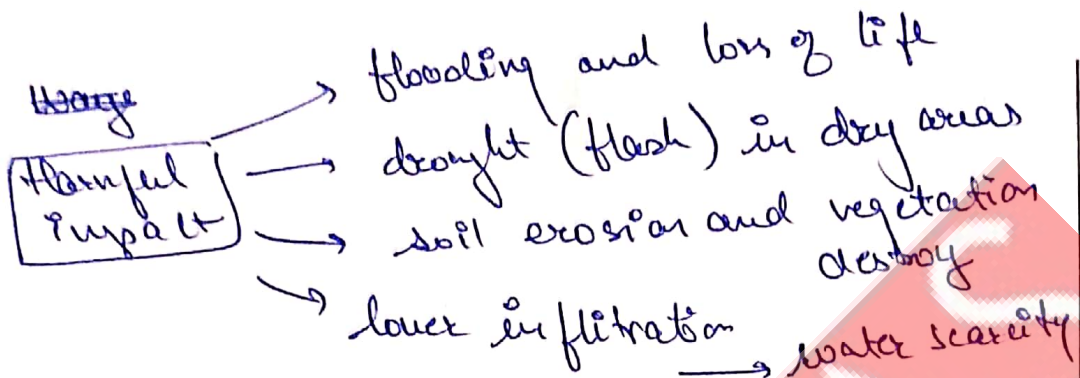 flooding and loss of life
Harmful impact
drought (flash) in dry areas
soil erosion and vegetation
destroy
lower infiltration → water scarcity